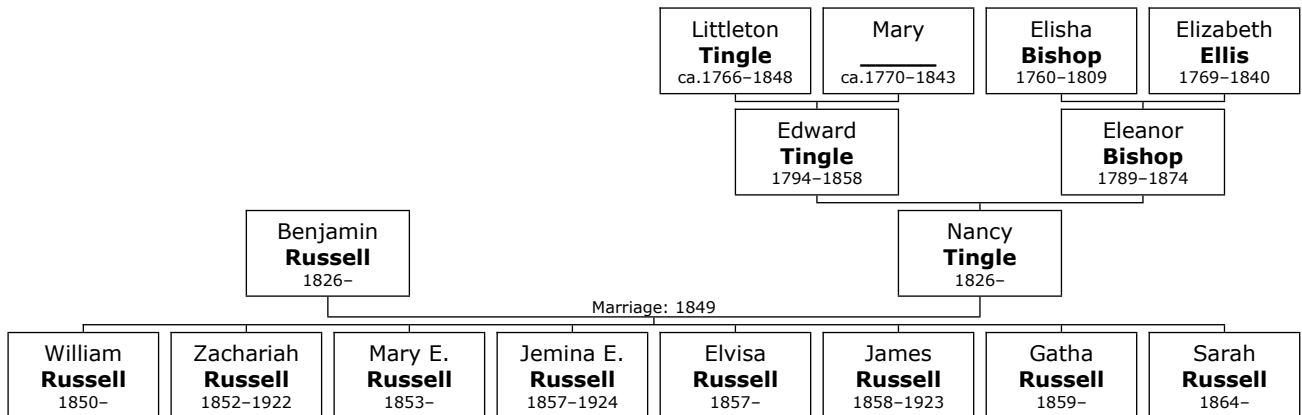 Littleton
Tingle
ca.1766–1848
Mary
______
ca.1770–1843
Elisha
Bishop
1760–1809
Elizabeth
Ellis
1769–1840
Edward
Tingle
1794–1858
Eleanor
Bishop
1789–1874
Benjamin
Russell
1826–
Nancy
Tingle
1826–
Marriage: 1849
William
Russell
1850–
Zachariah
Russell
1852–1922
Mary E.
Russell
1853–
Jemina E.
Russell
1857–1924
Elvisa
Russell
1857–
James
Russell
1858–1923
Gatha
Russell
1859–
Sarah
Russell
1864–